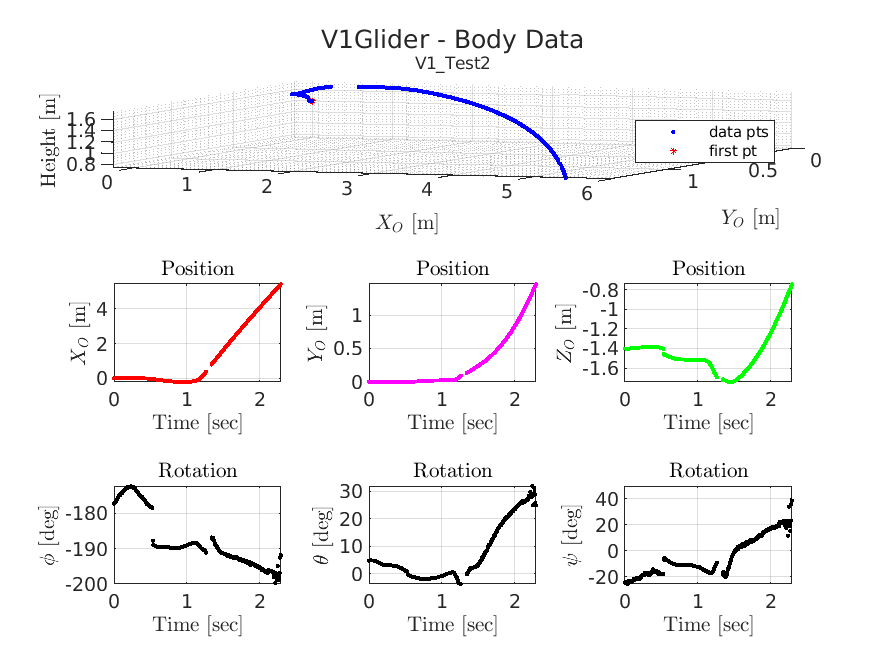 V1Glider - Body Data
V1_Test2
Height [m]
1.6
1.4
1.2
1
0.8
0 1 2 3 4 5 6
1 0.5 0
data pts
first pt
X_O [m]
Y_O [m]
Position Position Position
X_O [m]
4
2
0
0 1 2
Time [sec]
Y_O [m]
1
0.5
0
0 1 2
Time [sec]
Z_O [m]
-0.8
-1
-1.2
-1.4
-1.6
0 1 2
Time [sec]
Rotation Rotation Rotation
ϕ [deg]
-180
-190
-200
0 1 2
Time [sec]
θ [deg]
30
20
10
0
0 1 2
Time [sec]
ψ [deg]
40
20
0
-20
0 1 2
Time [sec]